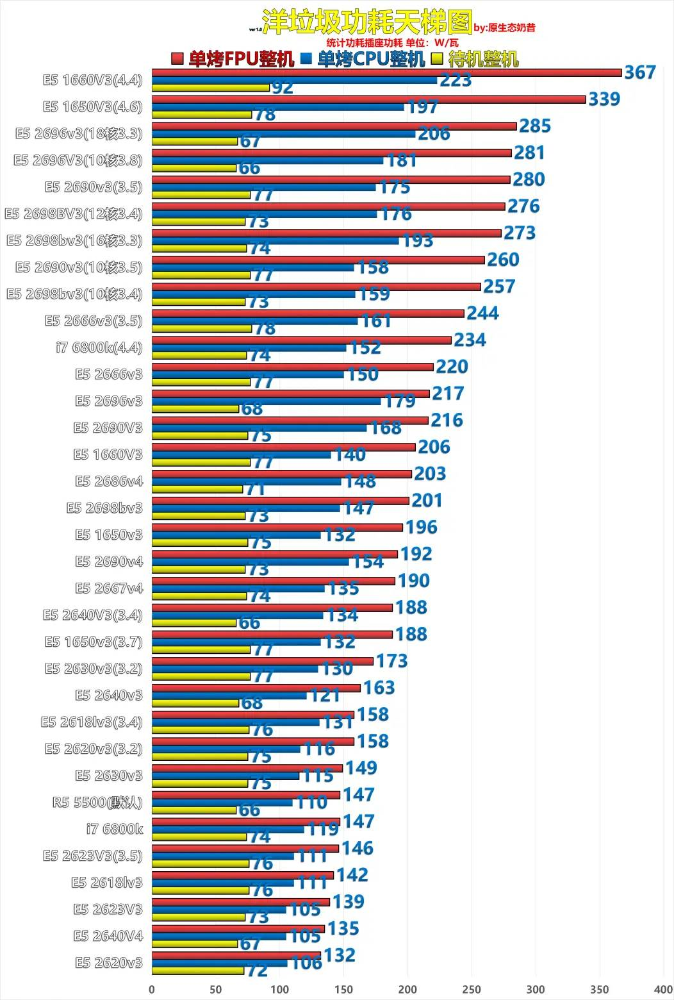 ver 1.0 洋垃圾功耗天梯图 by:原生态奶昔
统计功耗插座功耗 单位：W/瓦
单烤FPU整机 单烤CPU整机 待机整机
E5 1660V3(4.4) 367 223 92
E5 1650V3(4.6) 339 197 78
E5 2696v3(18核3.3) 285 206 67
E5 2696V3(10核3.8) 281 181 66
E5 2690v3(3.5) 280 175 77
E5 2698BV3(12核3.4) 276 176 73
E5 2698bv3(16核3.3) 273 193 74
E5 2690v3(10核3.5) 260 158 77
E5 2698bv3(10核3.4) 257 159 73
E5 2666v3(3.5) 244 161 78
i7 6800k(4.4) 234 152 74
E5 2666v3 220 150 77
E5 2696v3 217 179 68
E5 2690V3 216 168 75
E5 1660V3 206 140 77
E5 2686v4 203 148 71
E5 2698bv3 201 147 73
E5 1650v3 196 132 75
E5 2690v4 192 154 73
E5 2667v4 190 135 74
E5 2640V3(3.4) 188 134 66
E5 1650v3(3.7) 188 132 77
E5 2630v3(3.2) 173 130 77
E5 2640v3 163 121 68
E5 2618lv3(3.4) 158 131 76
E5 2620v3(3.2) 158 116 75
E5 2630v3 149 115 75
R5 5500(默认) 147 110 66
i7 6800k 147 119 74
E5 2623V3(3.5) 146 111 76
E5 2618lv3 142 111 76
E5 2623V3 139 105 73
E5 2640V4 135 105 67
E5 2620v3 132 106 72
0 50 100 150 200 250 300 350 400